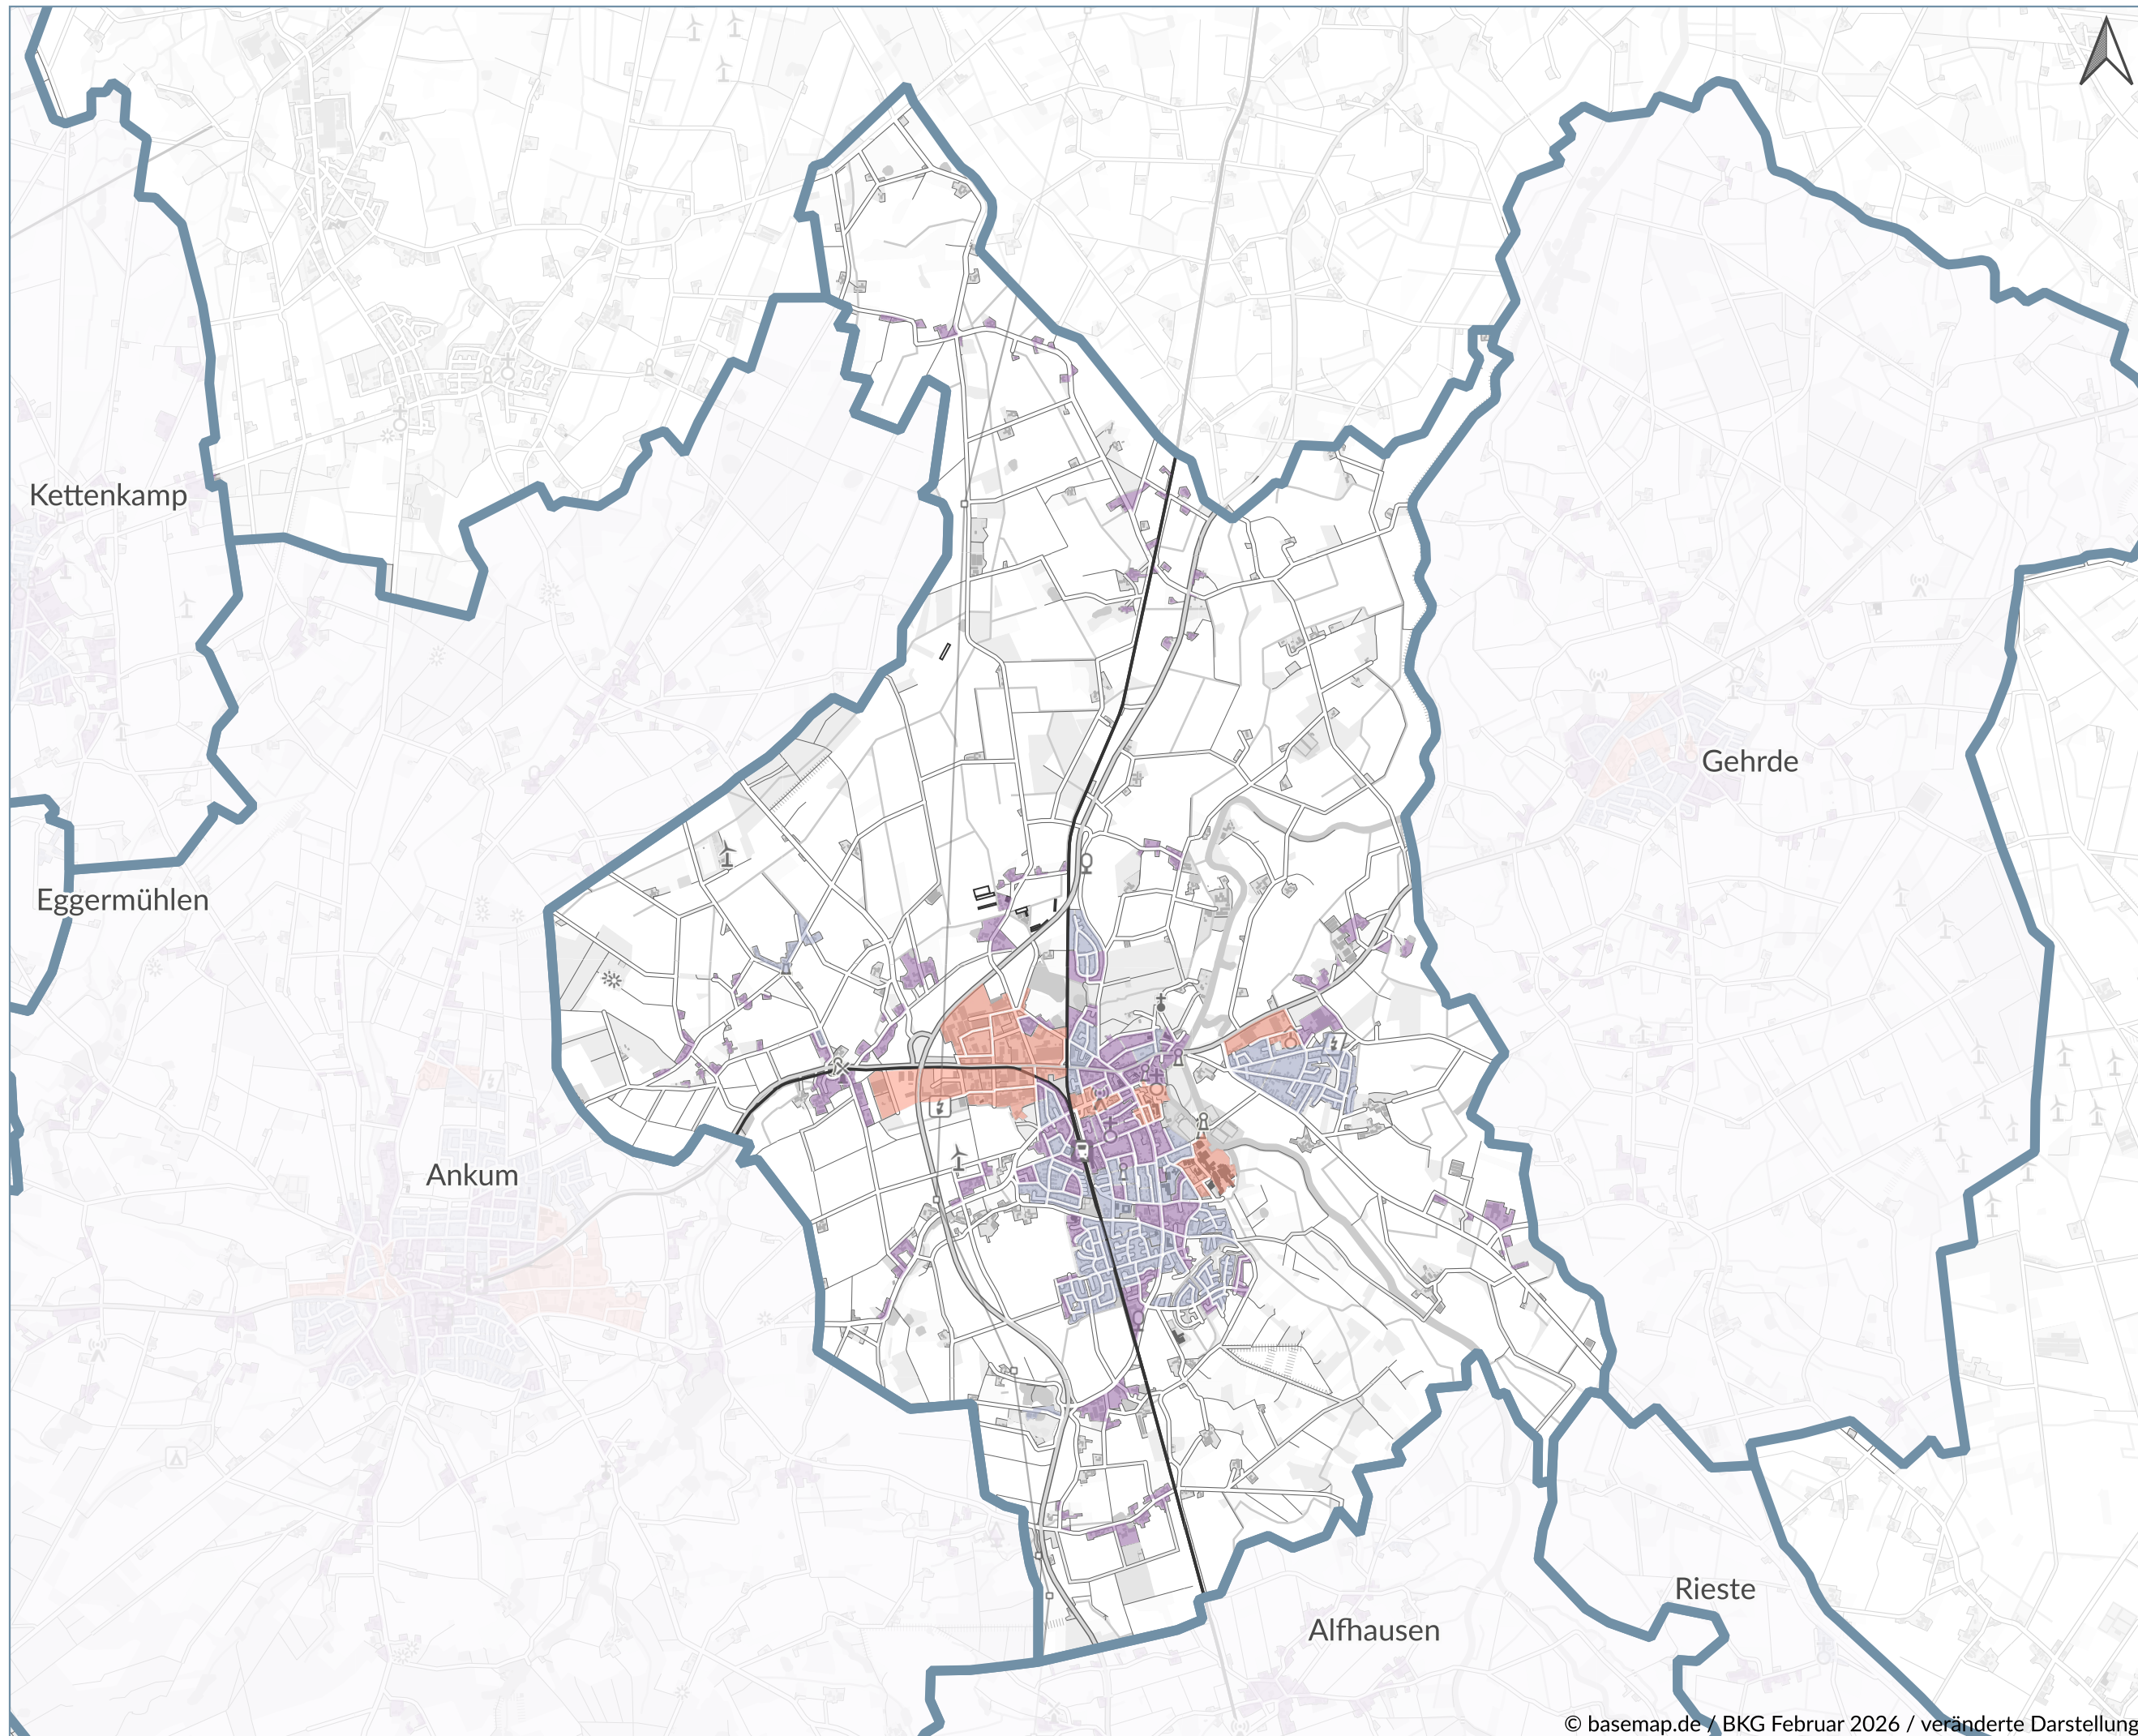 Kettenkamp
Gehrde
Eggermühlen
Ankum
Rieste
Alfhausen
© basemap.de / BKG Februar 2026 / veränderte Darstellung